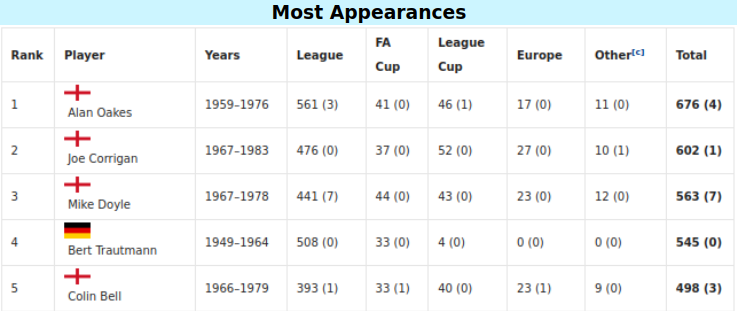 Most Appearances
Rank Player Years League FA Cup League Cup Europe Other[c] Total
1 Alan Oakes 1959–1976 561 (3) 41 (0) 46 (1) 17 (0) 11 (0) 676 (4)
2 Joe Corrigan 1967–1983 476 (0) 37 (0) 52 (0) 27 (0) 10 (1) 602 (1)
3 Mike Doyle 1967–1978 441 (7) 44 (0) 43 (0) 23 (0) 12 (0) 563 (7)
4 Bert Trautmann 1949–1964 508 (0) 33 (0) 4 (0) 0 (0) 0 (0) 545 (0)
5 Colin Bell 1966–1979 393 (1) 33 (1) 40 (0) 23 (1) 9 (0) 498 (3)